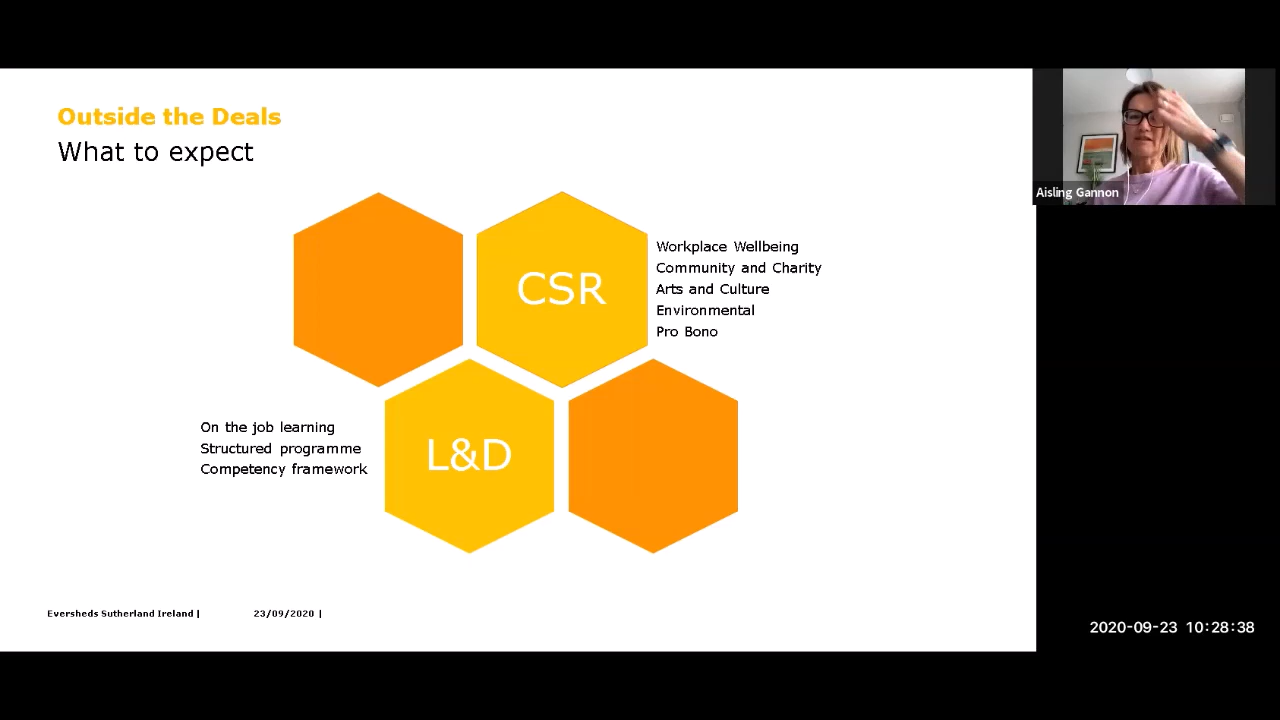 Outside the Deals
What to expect
CSR
Workplace Wellbeing
Community and Charity
Arts and Culture
Environmental
Pro Bono
On the job learning
Structured programme
Competency framework
L&D
Eversheds Sutherland Ireland | 23/09/2020 |
Aisling Gannon
2020-09-23 10:28:38